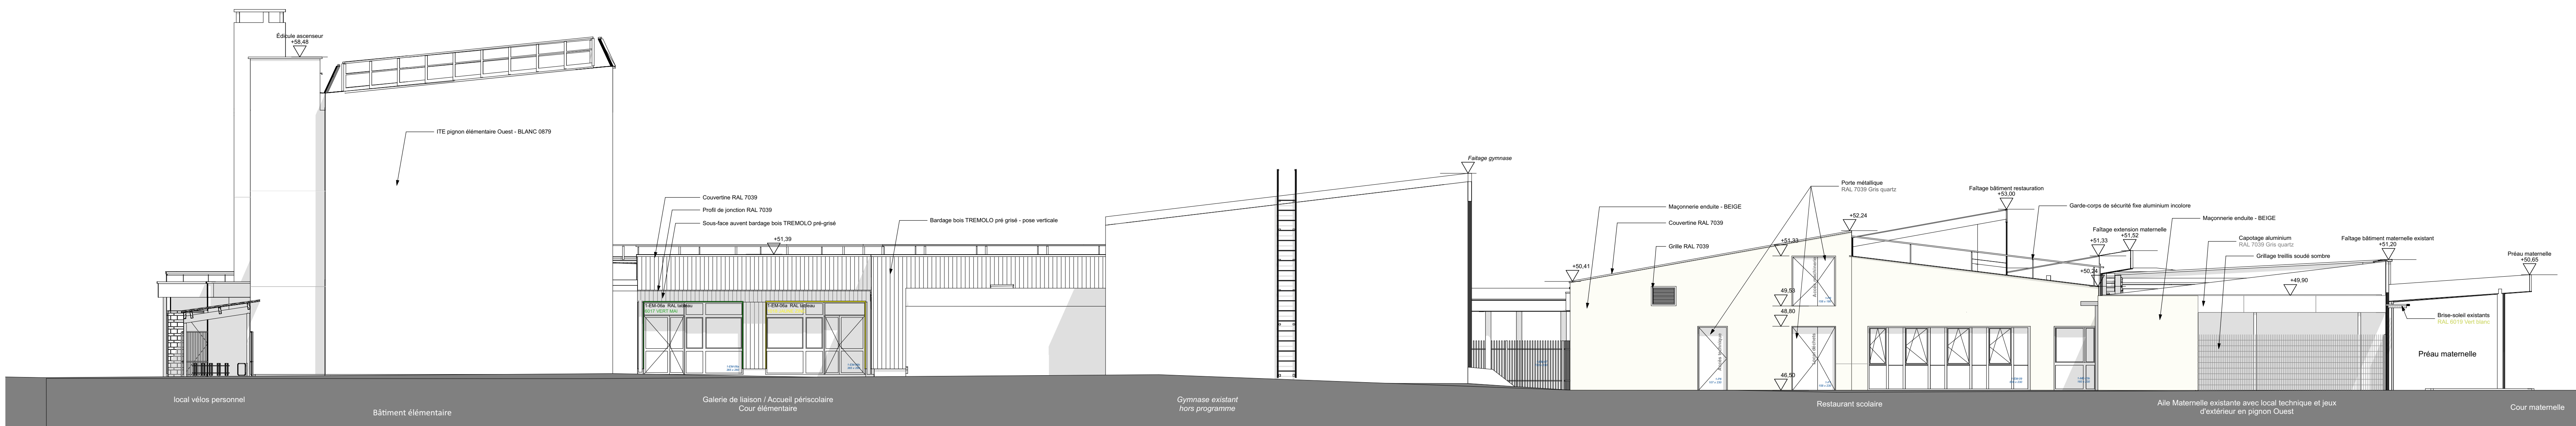 Édicule ascenseur
+58,48
ITE pignon élémentaire Ouest - BLANC 0879
Couvertine RAL 7039
Profil de jonction RAL 7039
Sous-face auvent bardage bois TREMOLO pré-grisé
+51,39
Bardage bois TREMOLO pré grisé - pose verticale
Faîtage gymnase
+50,41
Maçonnerie enduite - BEIGE
Couvertine RAL 7039
Grille RAL 7039
Porte métallique
RAL 7039 Gris quartz
+51,33
49,53
48,80
46,50
+52,24
Faîtage bâtiment restauration
+53,00
Garde-corps de sécurité fixe aluminium incolore
Faîtage extension maternelle
+51,52
+51,33
+50,24
Maçonnerie enduite - BEIGE
Capotage aluminium
RAL 7039 Gris quartz
Grillage treillis soudé sombre
+49,90
Faîtage bâtiment maternelle existant
+51,20
Préau maternelle
+50,65
Brise-soleil existants
RAL 6019 Vert blanc
Préau maternelle
local vélos personnel
Bâtiment élémentaire
Galerie de liaison / Accueil périscolaire
Cour élémentaire
Gymnase existant
hors programme
Restaurant scolaire
Aile Maternelle existante avec local technique et jeux
d'extérieur en pignon Ouest
Cour maternelle